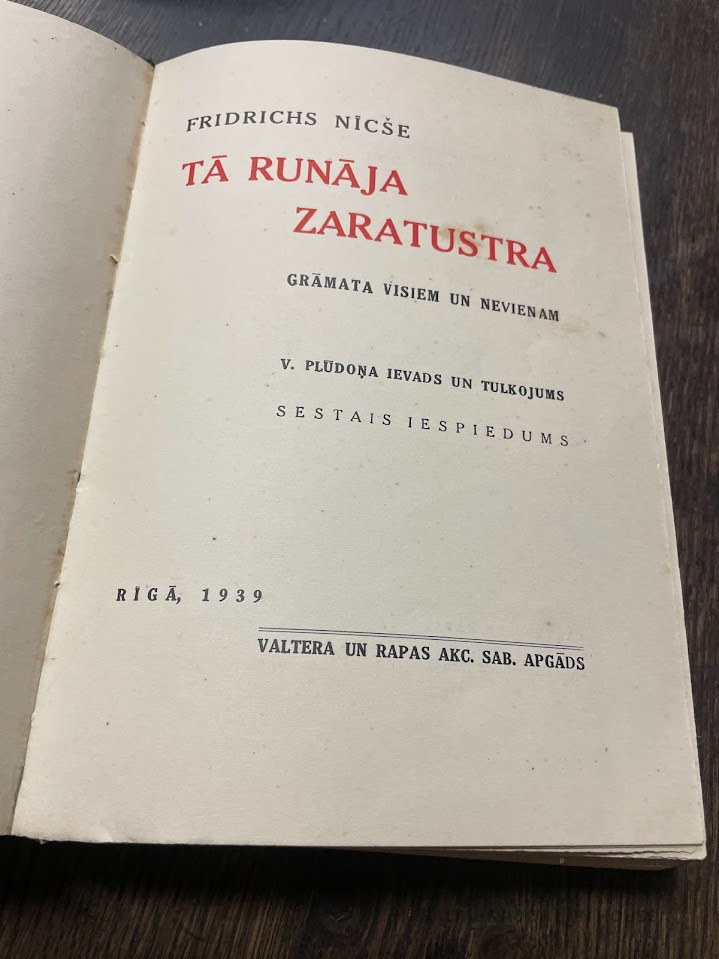 FRIDRICHS NĪCŠE
TĀ RUNĀJA
ZARATUSTRA
GRĀMATA VISIEM UN NEVIENAM
V. PLŪDOŅA IEVADS UN TULKOJUMS
SESTAIS IESPIEDUMS
RĪGĀ, 1939
VALTERA UN RAPAS AKC. SAB. APGĀDS
HOUSE